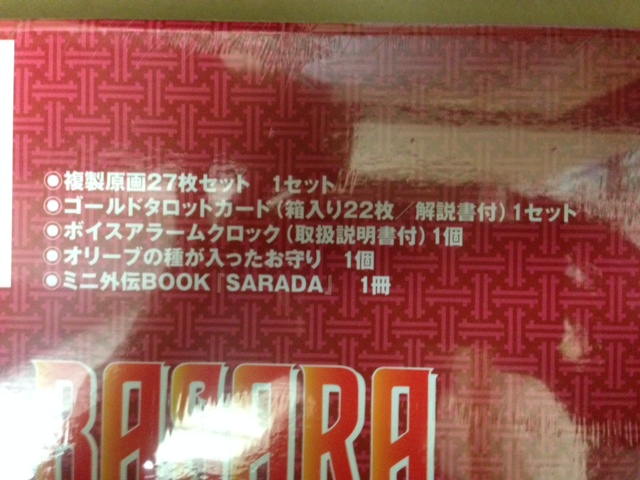 ◉複製原画27枚セット 1セット
◉ゴールドタロットカード（箱入り22枚／解説書付）1セット
◉ボイスアラームクロック（取扱説明書付）1個
◉オリーブの種が入ったお守り 1個
◉ミニ外伝BOOK『SARADA』 1冊
BASARA